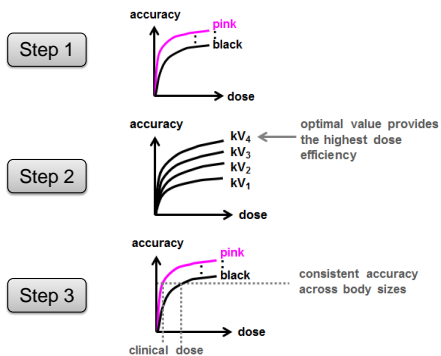 Step 1
accuracy
pink
black
dose
Step 2
accuracy
kV4
kV3
kV2
kV1
dose
optimal value provides
the highest dose
efficiency
Step 3
accuracy
pink
black
dose
clinical dose
consistent accuracy
across body sizes